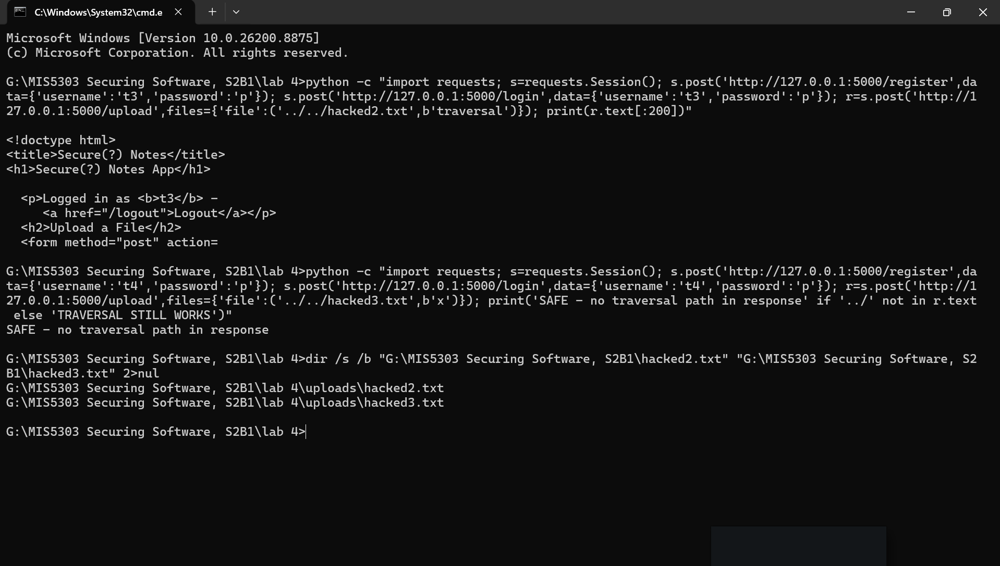 C:\Windows\System32\cmd.e
Microsoft Windows [Version 10.0.26200.8875]
(c) Microsoft Corporation. All rights reserved.
G:\MIS5303 Securing Software, S2B1\lab 4>python -c "import requests; s=requests.Session(); s.post('http://127.0.0.1:5000/register',da
ta={'username':'t3','password':'p'}); s.post('http://127.0.0.1:5000/login',data={'username':'t3','password':'p'}); r=s.post('http://1
27.0.0.1:5000/upload',files={'file':('../../hacked2.txt',b'traversal')}); print(r.text[:200])"
<!doctype html>
<title>Secure(?) Notes</title>
<h1>Secure(?) Notes App</h1>
  <p>Logged in as <b>t3</b> –
     <a href="/logout">Logout</a></p>
  <h2>Upload a File</h2>
  <form method="post" action=
G:\MIS5303 Securing Software, S2B1\lab 4>python -c "import requests; s=requests.Session(); s.post('http://127.0.0.1:5000/register',da
ta={'username':'t4','password':'p'}); s.post('http://127.0.0.1:5000/login',data={'username':'t4','password':'p'}); r=s.post('http://1
27.0.0.1:5000/upload',files={'file':('../../hacked3.txt',b'x')}); print('SAFE - no traversal path in response' if '../' not in r.text
 else 'TRAVERSAL STILL WORKS')"
SAFE - no traversal path in response
G:\MIS5303 Securing Software, S2B1\lab 4>dir /s /b "G:\MIS5303 Securing Software, S2B1\hacked2.txt" "G:\MIS5303 Securing Software, S2
B1\hacked3.txt" 2>nul
G:\MIS5303 Securing Software, S2B1\lab 4\uploads\hacked2.txt
G:\MIS5303 Securing Software, S2B1\lab 4\uploads\hacked3.txt
G:\MIS5303 Securing Software, S2B1\lab 4>